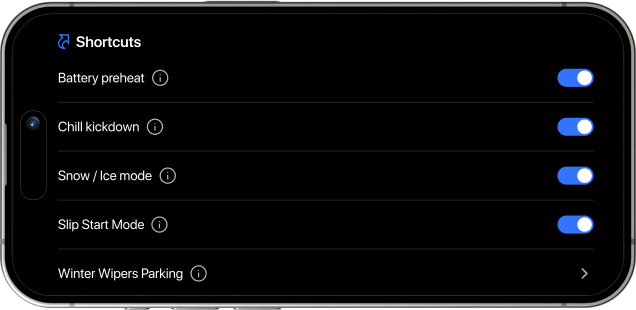 Shortcuts
Battery preheat
Chill kickdown
Snow / Ice mode
Slip Start Mode
Winter Wipers Parking